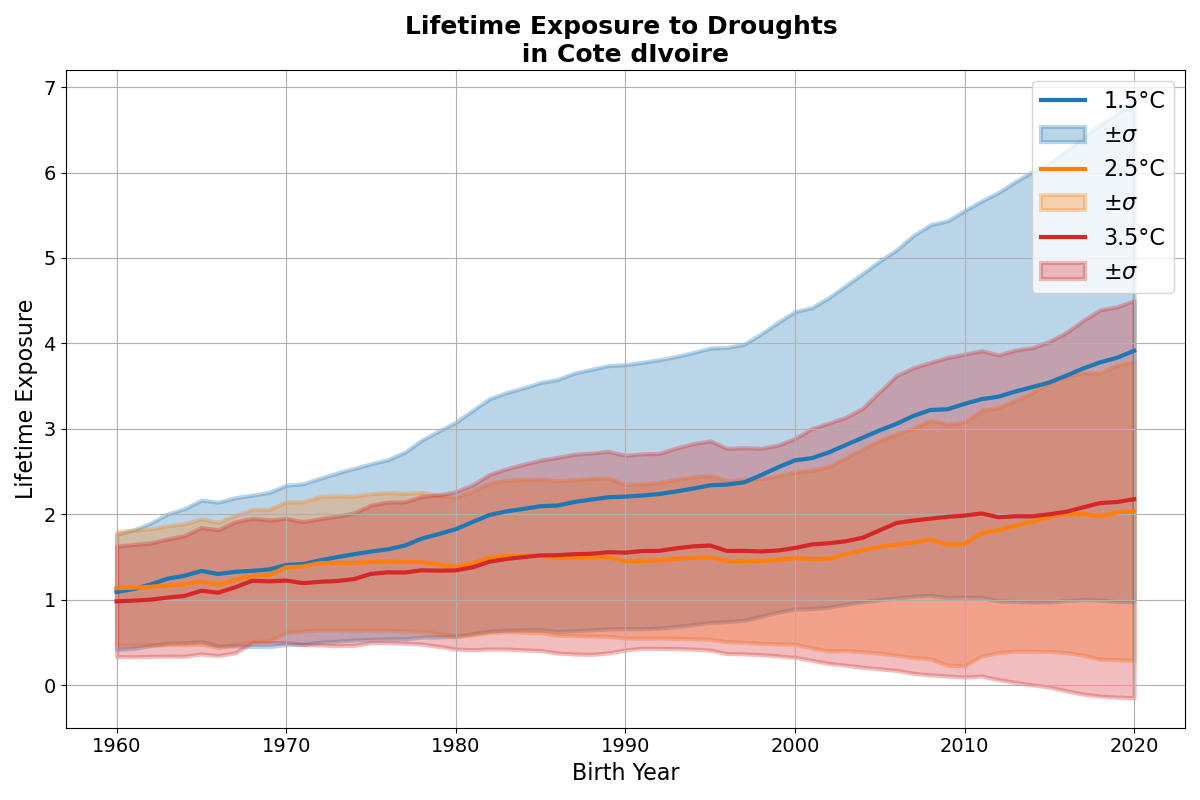 Lifetime Exposure to Droughts
in Cote dIvoire
7
6
5
4
3
2
1
0
Lifetime Exposure
1.5°C
±σ
2.5°C
±σ
3.5°C
±σ
1960 1970 1980 1990 2000 2010 2020
Birth Year